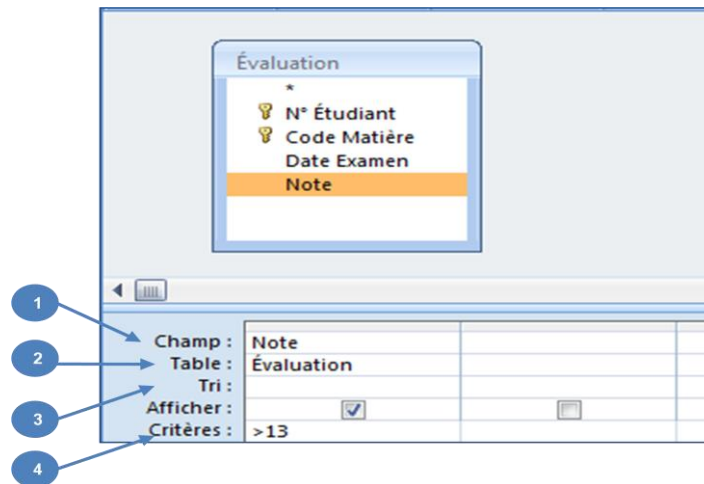 Évaluation
*
N° Étudiant
Code Matière
Date Examen
Note
1
Champ : Note
2
Table : Évaluation
Tri :
3
Afficher :
Critères : >13
4